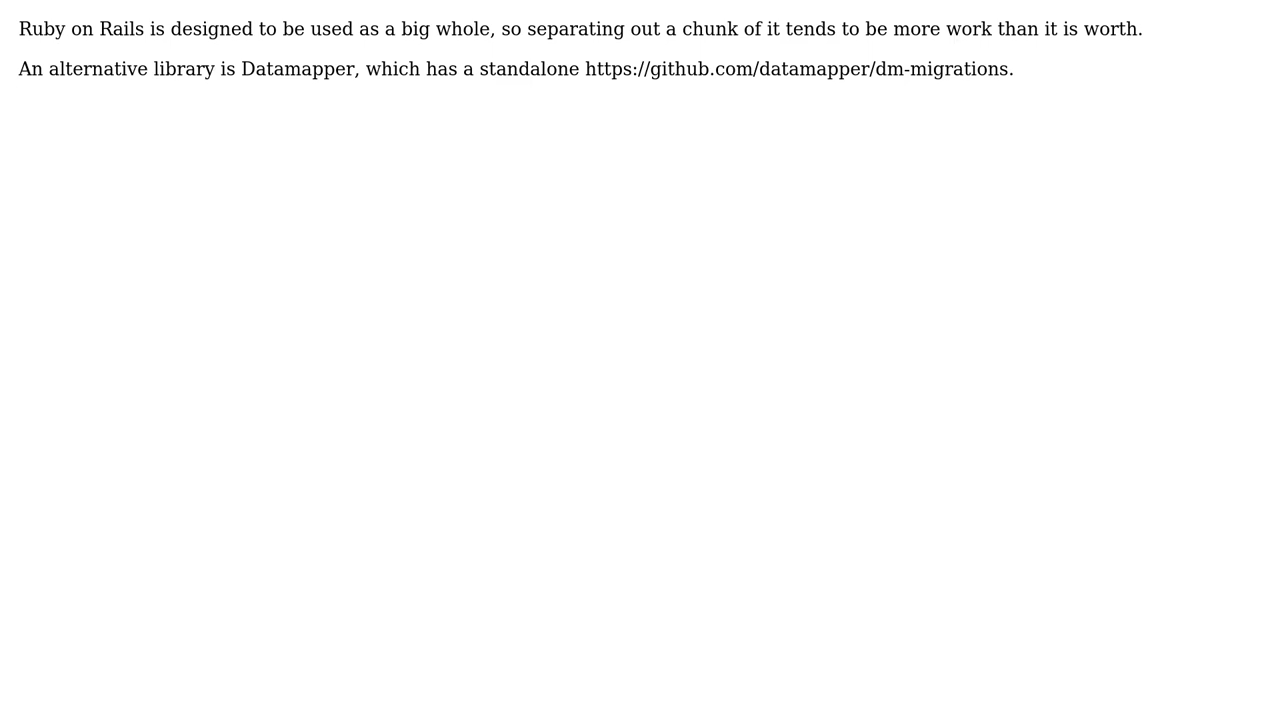 Ruby on Rails is designed to be used as a big whole, so separating out a chunk of it tends to be more work than it is worth.
An alternative library is Datamapper, which has a standalone https://github.com/datamapper/dm-migrations.